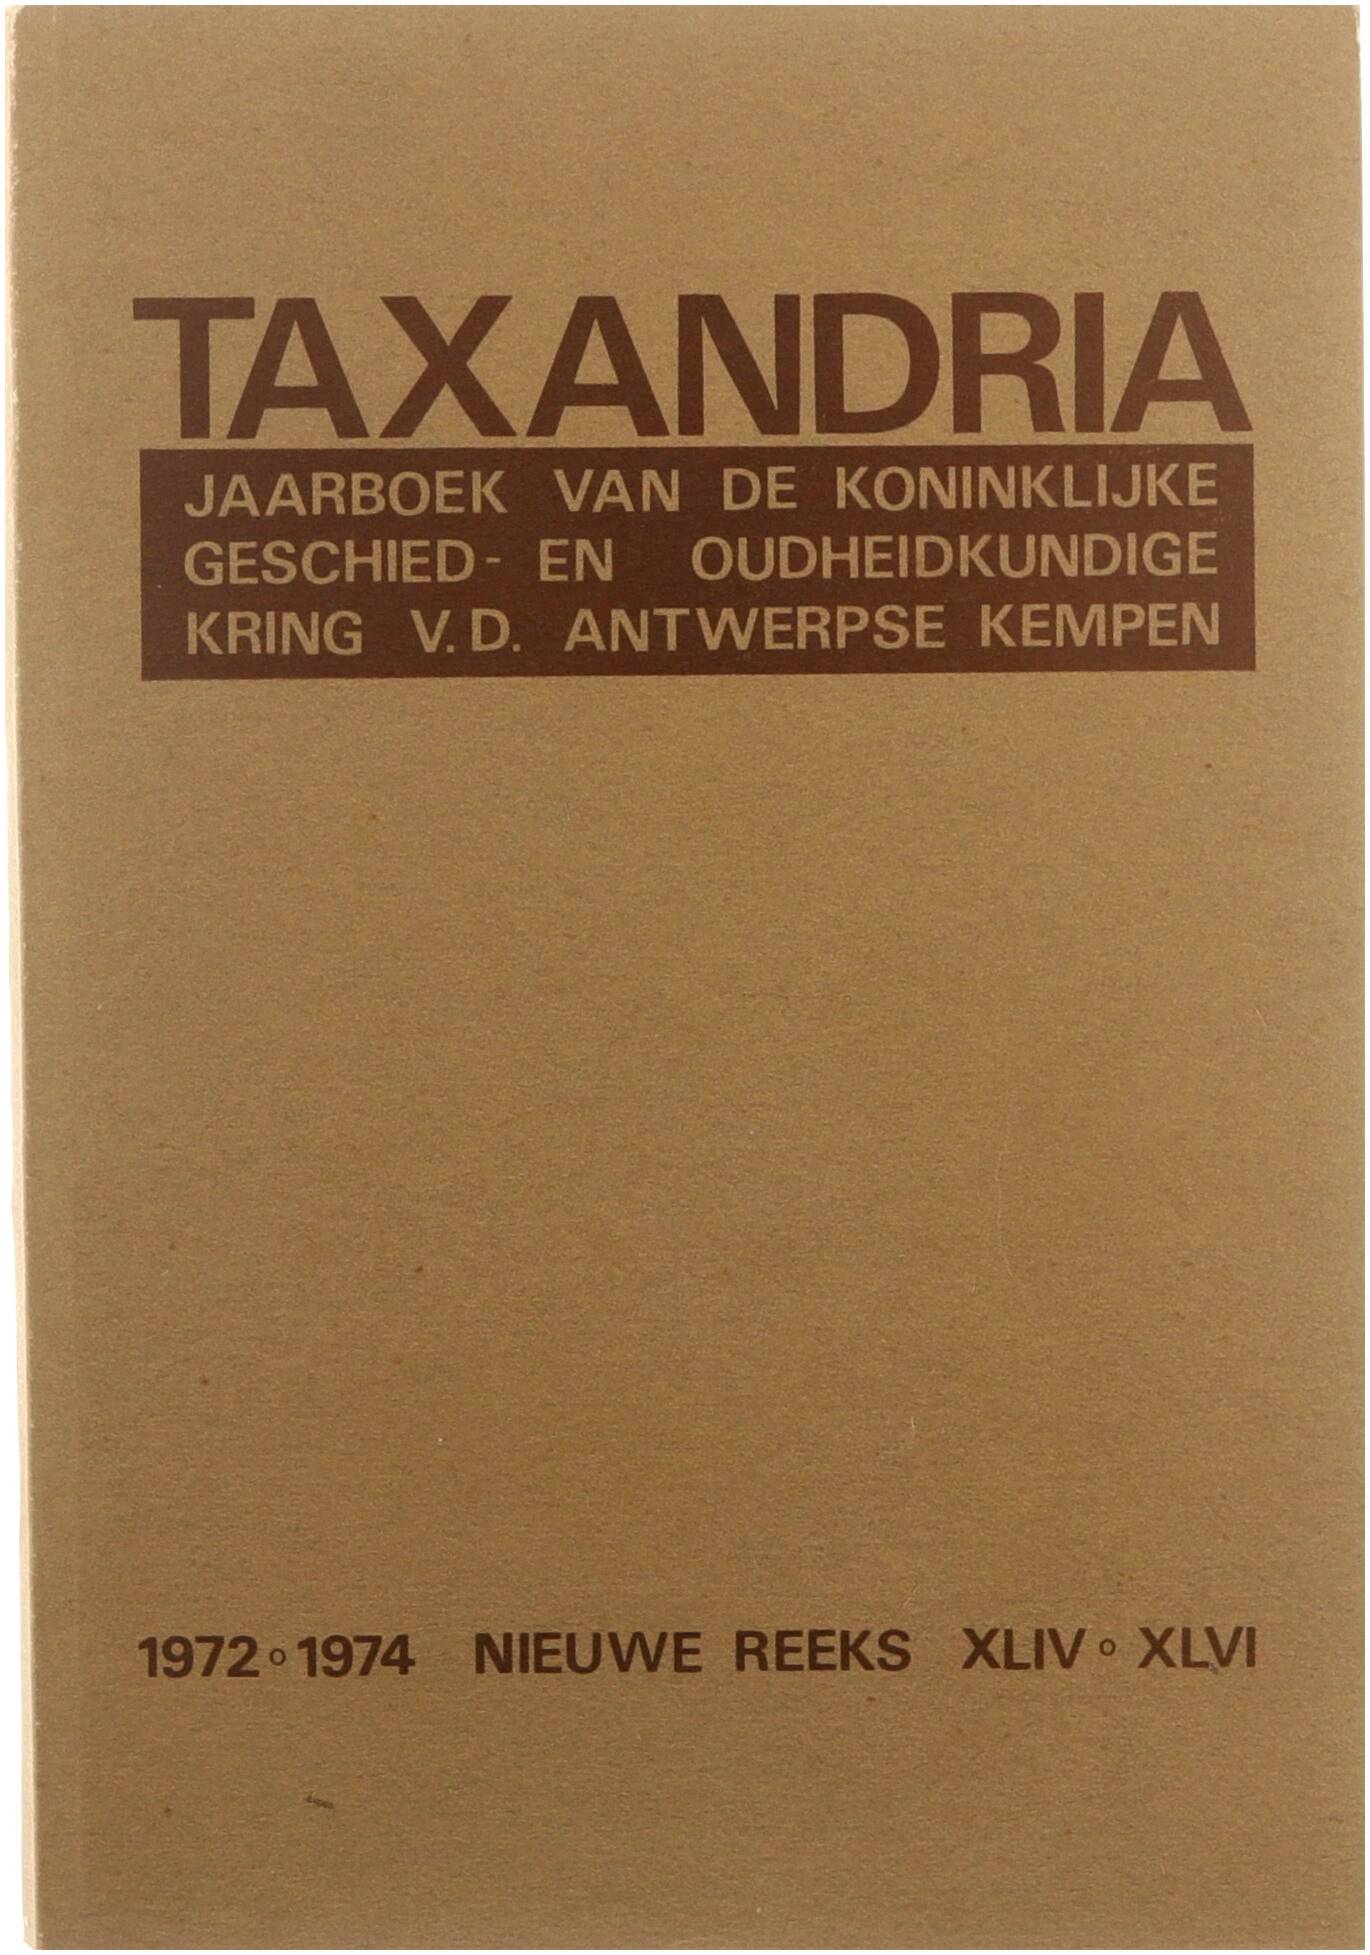 TAXANDRIA
JAARBOEK VAN DE KONINKLIJKE
GESCHIED- EN OUDHEIDKUNDIGE
KRING V.D. ANTWERPSE KEMPEN
1972 ° 1974 NIEUWE REEKS XLIV ° XLVI